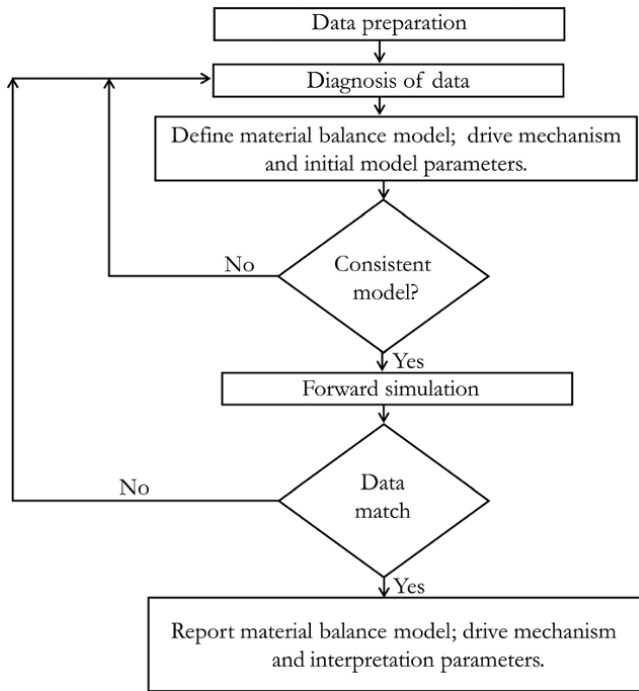 Data preparation
Diagnosis of data
Define material balance model; drive mechanism
and initial model parameters.
No
Consistent
model?
Yes
Forward simulation
No
Data
match
Yes
Report material balance model; drive mechanism
and interpretation parameters.